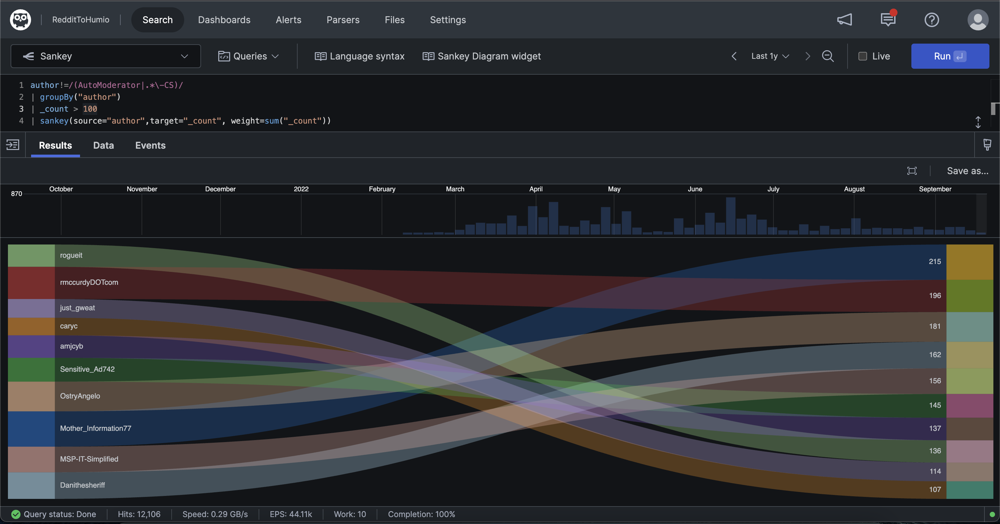 RedditToHumio
Search
Dashboards
Alerts
Parsers
Files
Settings
Sankey
Queries
Language syntax
Sankey Diagram widget
Last 1y
Live
Run
1 author!=/(AutoModerator|.*\-CS)/
2 | groupBy("author")
3 | _count > 100
4 | sankey(source="author",target="_count", weight=sum("_count"))
Results
Data
Events
Save as...
October
November
December
2022
February
March
April
May
June
July
August
September
870
rogueit
rmccurdyDOTcom
just_gweat
caryc
amjcyb
Sensitive_Ad742
OstryAngelo
Mother_Information77
MSP-IT-Simplified
Danithesheriff
215
196
181
162
156
145
137
136
114
107
Query status: Done
Hits: 12,106
Speed: 0.29 GB/s
EPS: 44.11k
Work: 10
Completion: 100%